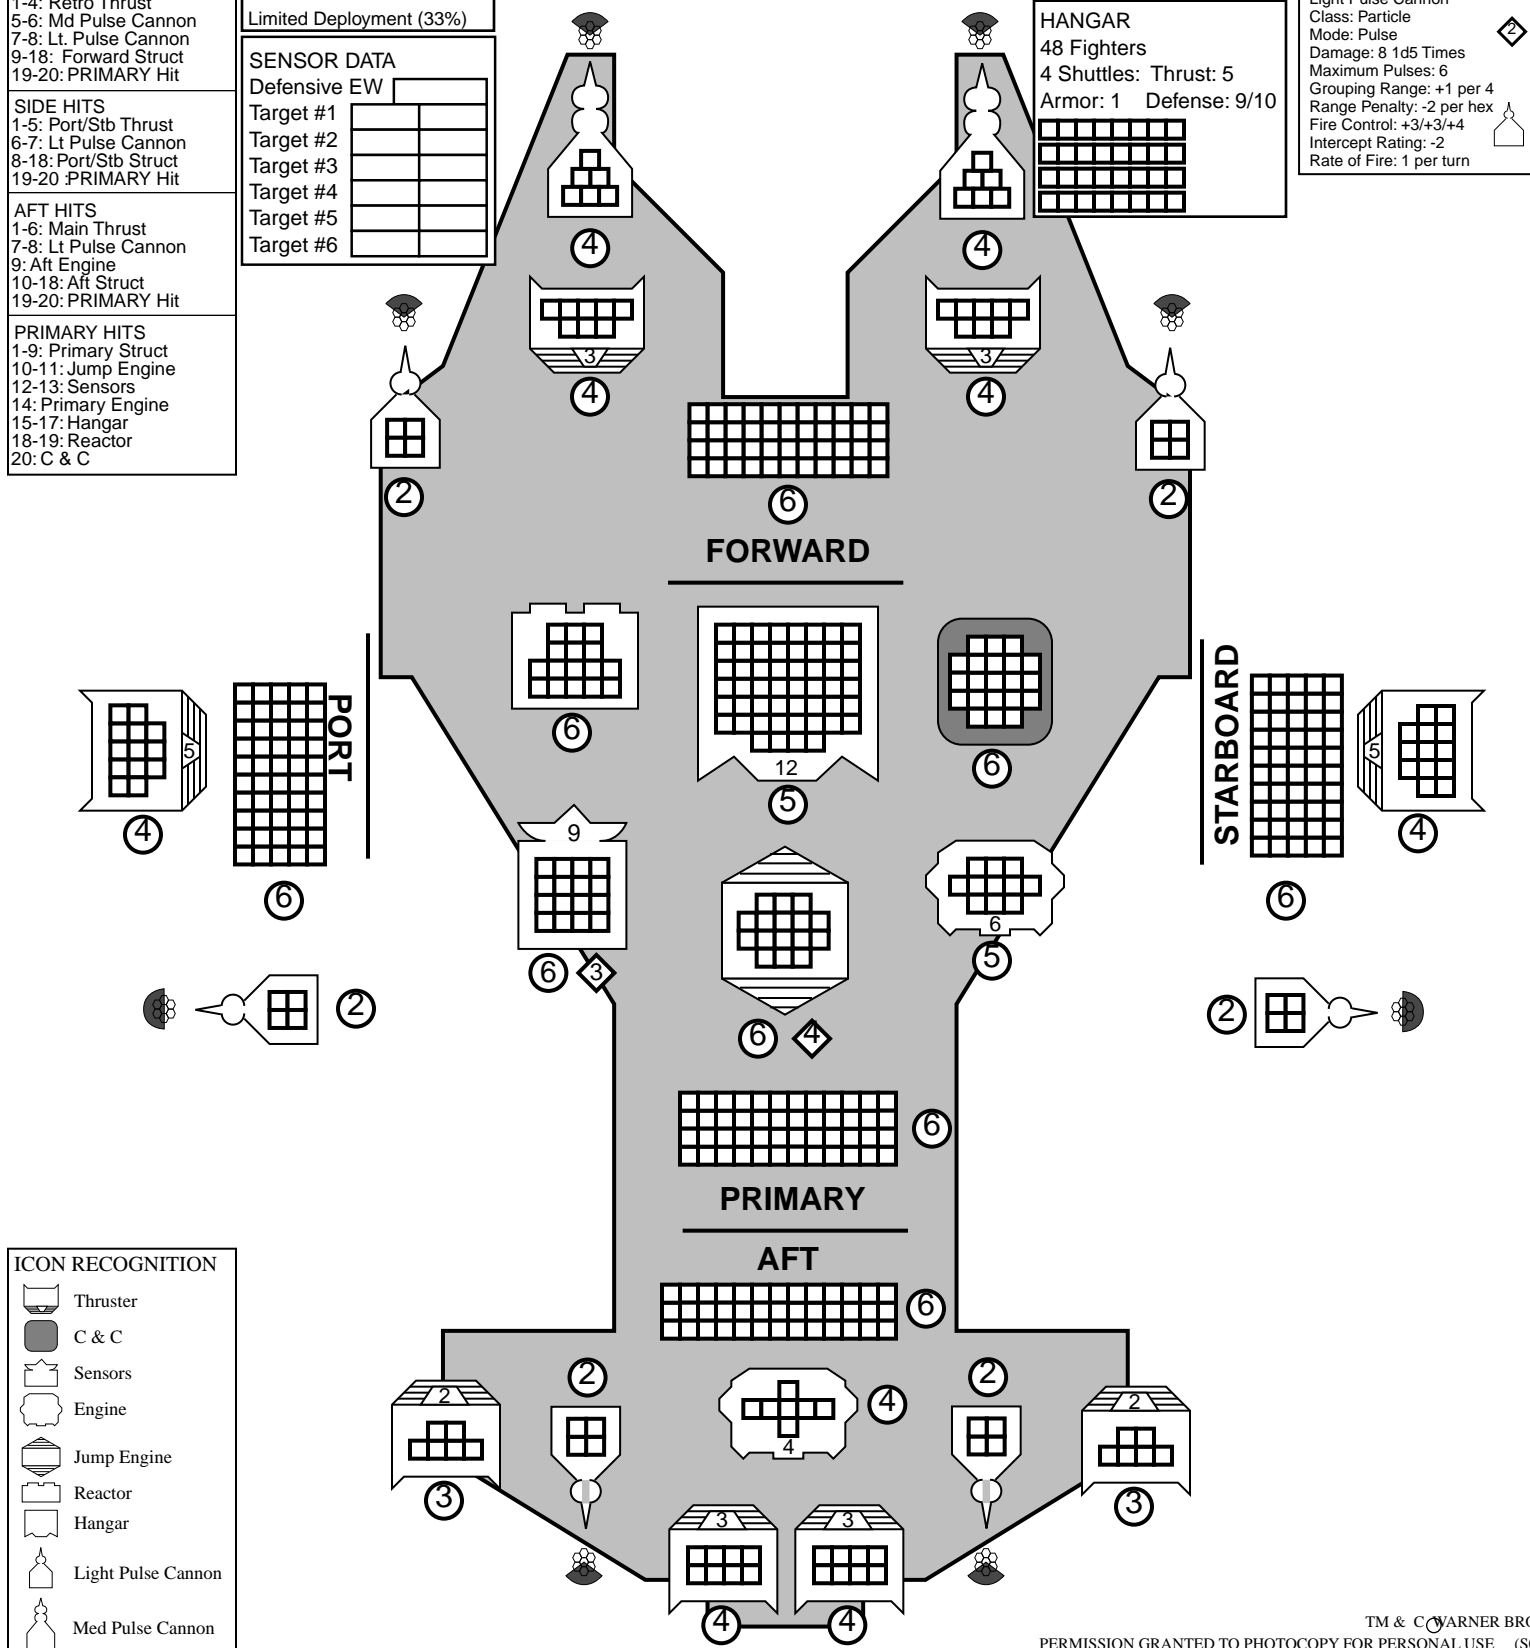 1-4: Retro Thrust
5-6: Md Pulse Cannon
7-8: Lt. Pulse Cannon
9-18: Forward Struct
19-20: PRIMARY Hit
SIDE HITS
1-5: Port/Stb Thrust
6-7: Lt Pulse Cannon
8-18: Port/Stb Struct
19-20 :PRIMARY Hit
AFT HITS
1-6: Main Thrust
7-8: Lt Pulse Cannon
9: Aft Engine
10-18: Aft Struct
19-20: PRIMARY Hit
PRIMARY HITS
1-9: Primary Struct
10-11: Jump Engine
12-13: Sensors
14: Primary Engine
15-17: Hangar
18-19: Reactor
20: C & C
Limited Deployment (33%)
SENSOR DATA
Defensive EW
Target #1
Target #2
Target #3
Target #4
Target #5
Target #6
HANGAR
48 Fighters
4 Shuttles: Thrust: 5
Armor: 1 Defense: 9/10
Light Pulse Cannon
Class: Particle
Mode: Pulse
2
Damage: 8 1d5 Times
Maximum Pulses: 6
Grouping Range: +1 per 4
Range Penalty: -2 per hex
Fire Control: +3/+3/+4
Intercept Rating: -2
Rate of Fire: 1 per turn
4
4
3
3
4
4
2
2
6
FORWARD
PORT
STARBOARD
5
5
4
4
6
6
6
12
5
6
9
6
3
6
5
6
4
2
2
6
PRIMARY
AFT
6
2
2
4
4
2
2
3
3
3
3
4
4
ICON RECOGNITION
Thruster
C & C
Sensors
Engine
Jump Engine
Reactor
Hangar
Light Pulse Cannon
Med Pulse Cannon
TM & C WARNER BRO
PERMISSION GRANTED TO PHOTOCOPY FOR PERSONAL USE